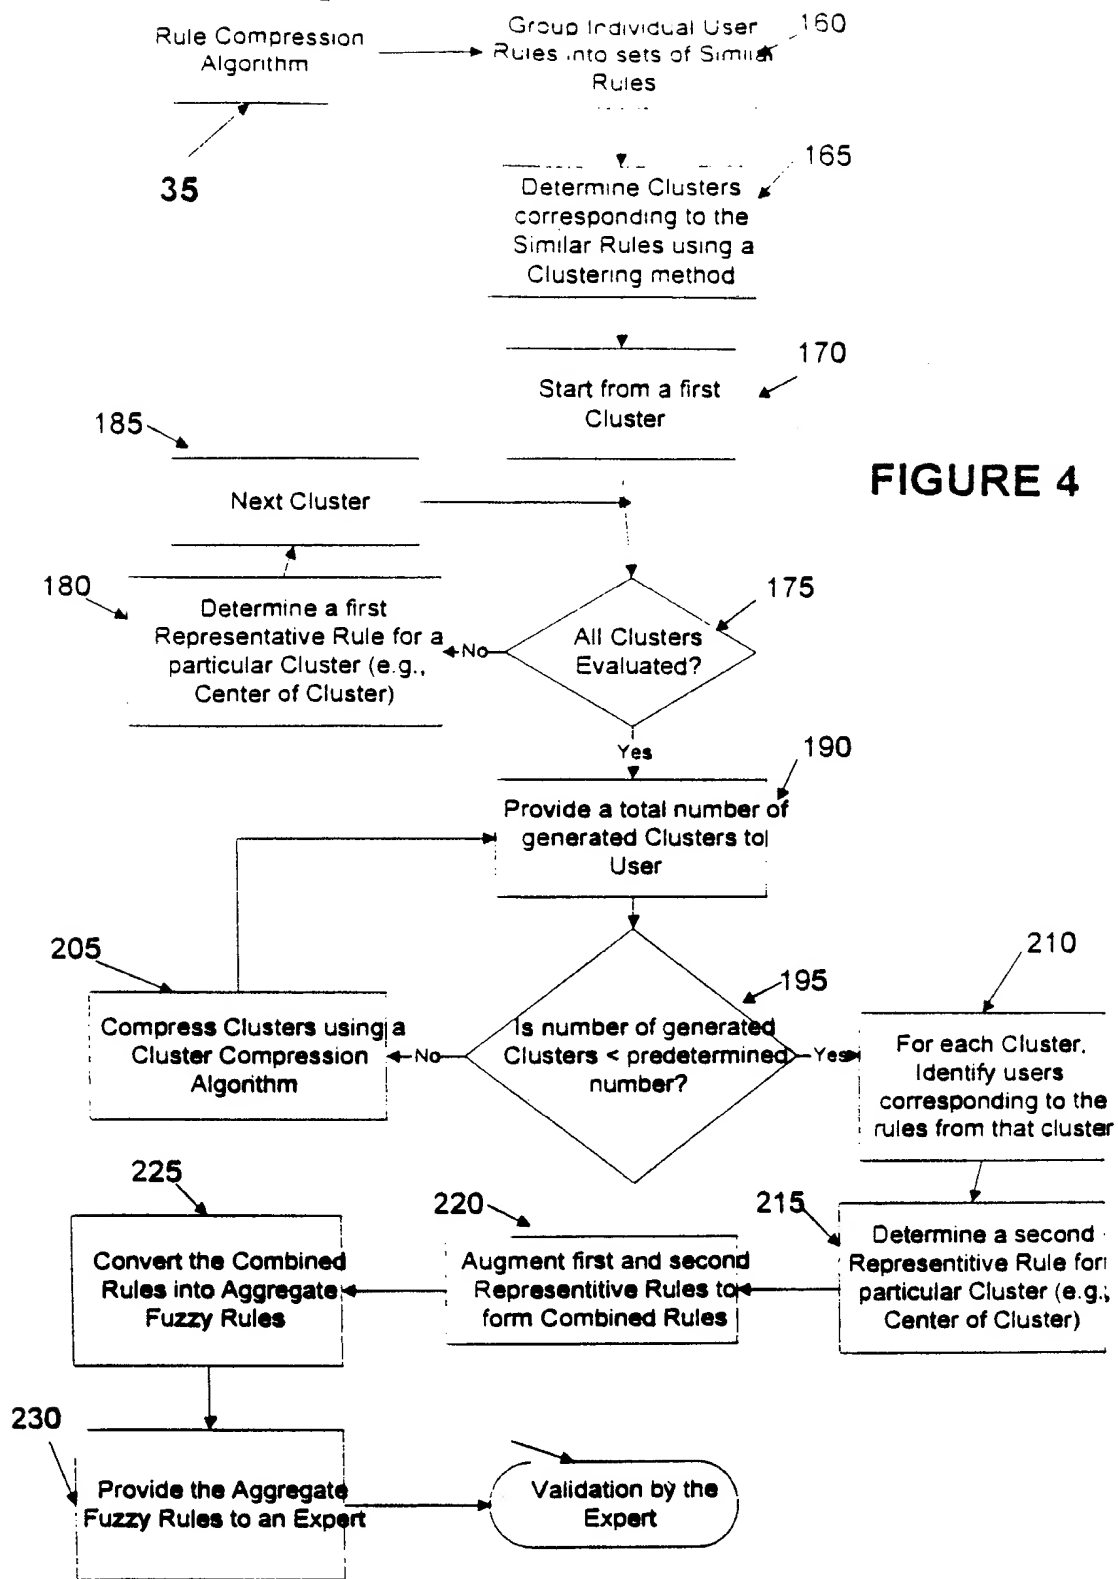 Rule Compression
Algorithm
35
Group Individual User
Rules into sets of Similar
Rules
160
165
Determine Clusters
corresponding to the
Similar Rules using a
Clustering method
170
Start from a first
Cluster
FIGURE 4
185
Next Cluster
180
Determine a first
Representative Rule for a
particular Cluster (e.g.,
Center of Cluster)
No
175
All Clusters
Evaluated?
Yes
190
Provide a total number of
generated Clusters to
User
205
Compress Clusters using a
Cluster Compression
Algorithm
No
195
Is number of generated
Clusters < predetermined
number?
Yes
210
For each Cluster,
Identify users
corresponding to the
rules from that cluster
215
Determine a second
Representitive Rule for
particular Cluster (e.g.,
Center of Cluster)
220
Augment first and second
Representitive Rules to
form Combined Rules
225
Convert the Combined
Rules into Aggregate
Fuzzy Rules
230
Provide the Aggregate
Fuzzy Rules to an Expert
Validation by the
Expert